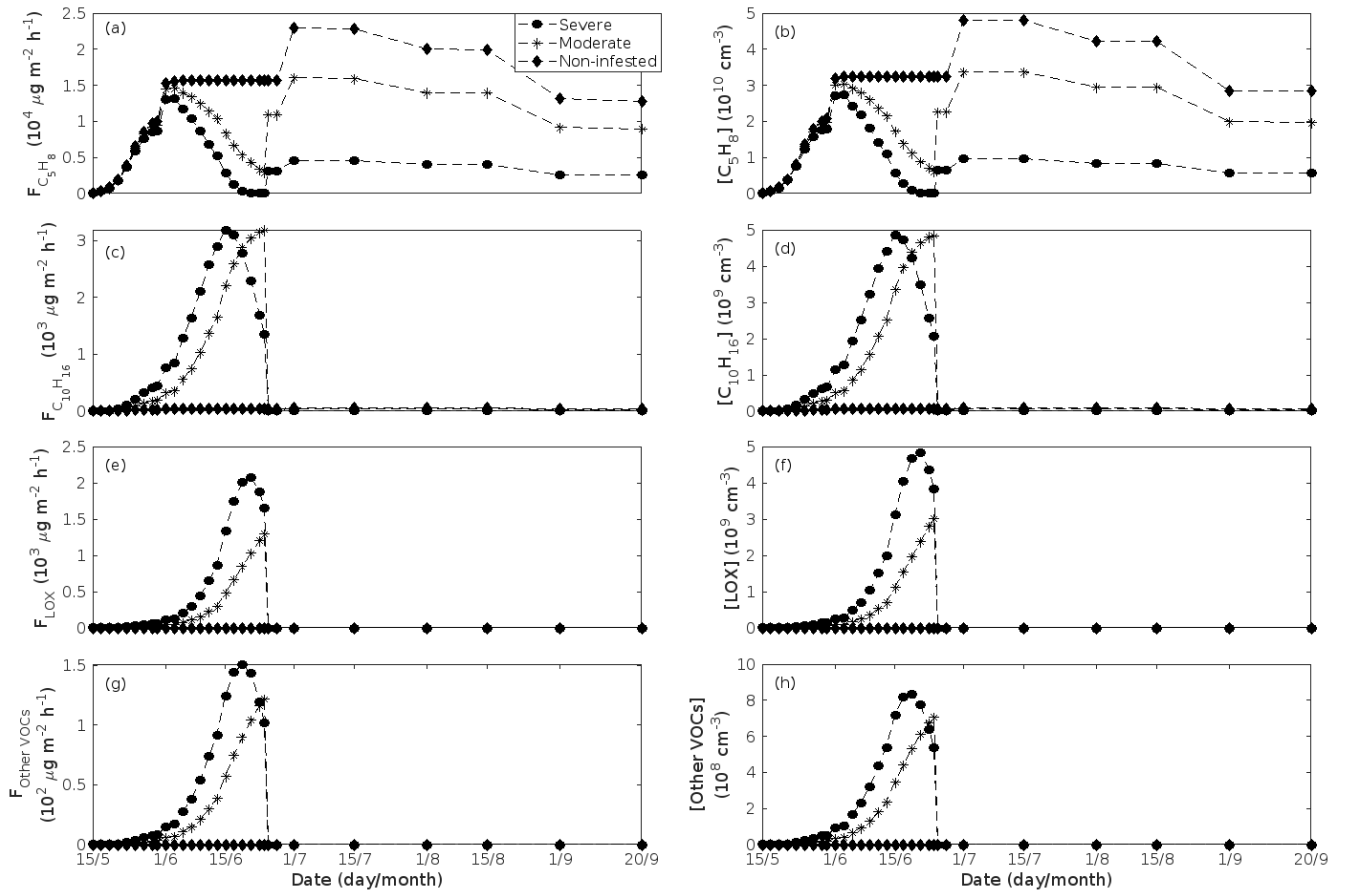 (a)
F_C5H8 (10^4 μg m^-2 h^-1)
2.5
2
1.5
1
0.5
0
Severe
Moderate
Non-infested
(b)
[C5H8] (10^10 cm^-3)
5
4
3
2
1
0
(c)
F_C10H16 (10^3 μg m^-2 h^-1)
3
2
1
0
(d)
[C10H16] (10^9 cm^-3)
5
4
3
2
1
0
(e)
F_LOX (10^3 μg m^-2 h^-1)
2.5
2
1.5
1
0.5
0
(f)
[LOX] (10^9 cm^-3)
5
4
3
2
1
0
(g)
F_Other VOCs
(10^2 μg m^-2 h^-1)
1.5
1
0.5
0
15/5 1/6 15/6 1/7 15/7 1/8 15/8 1/9 20/9
Date (day/month)
(h)
[Other VOCs]
(10^8 cm^-3)
10
8
6
4
2
0
15/5 1/6 15/6 1/7 15/7 1/8 15/8 1/9 20/9
Date (day/month)